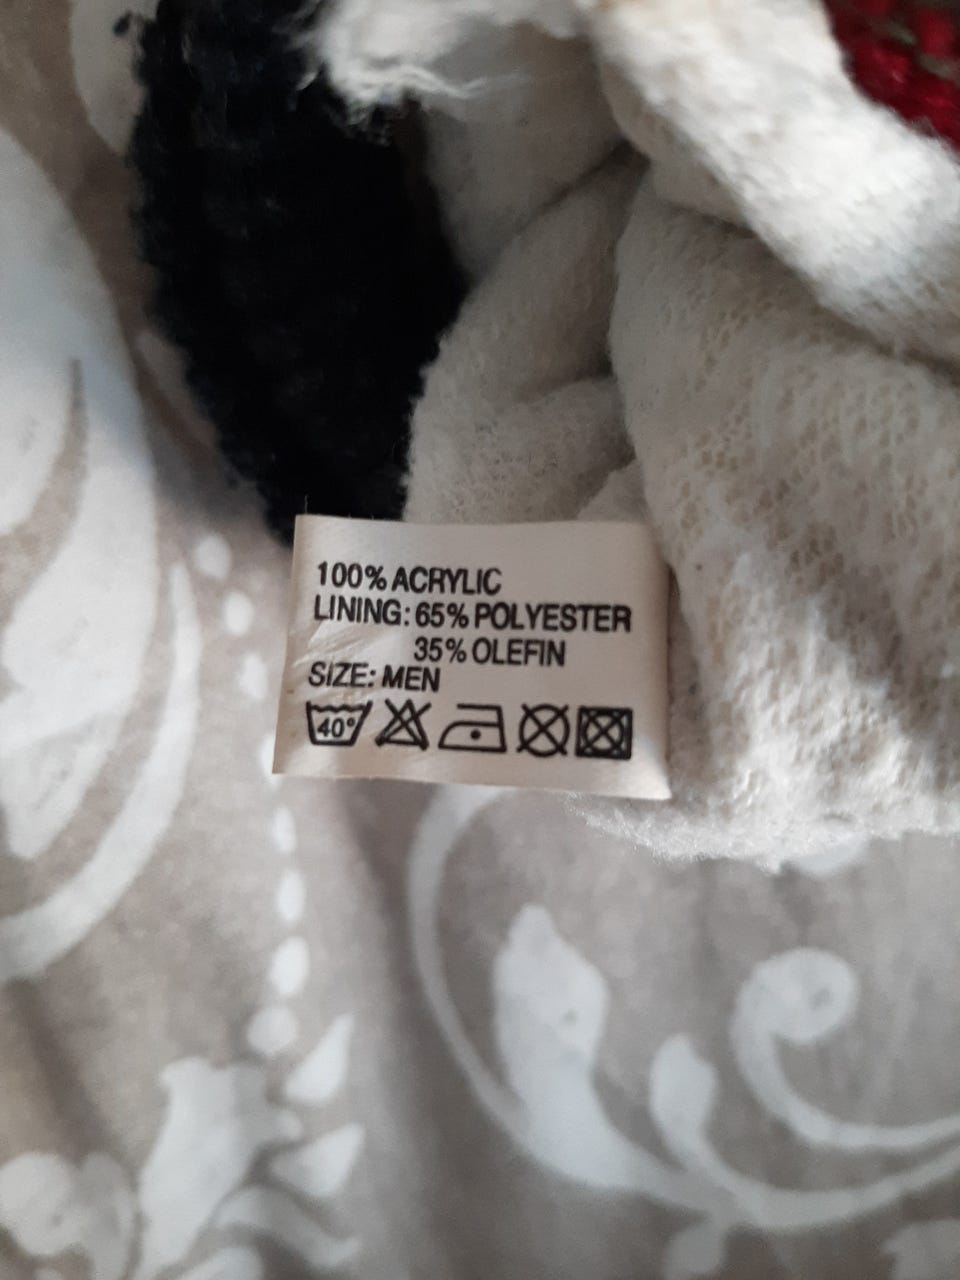 100% ACRYLIC
LINING: 65% POLYESTER
35% OLEFIN
SIZE: MEN
40°